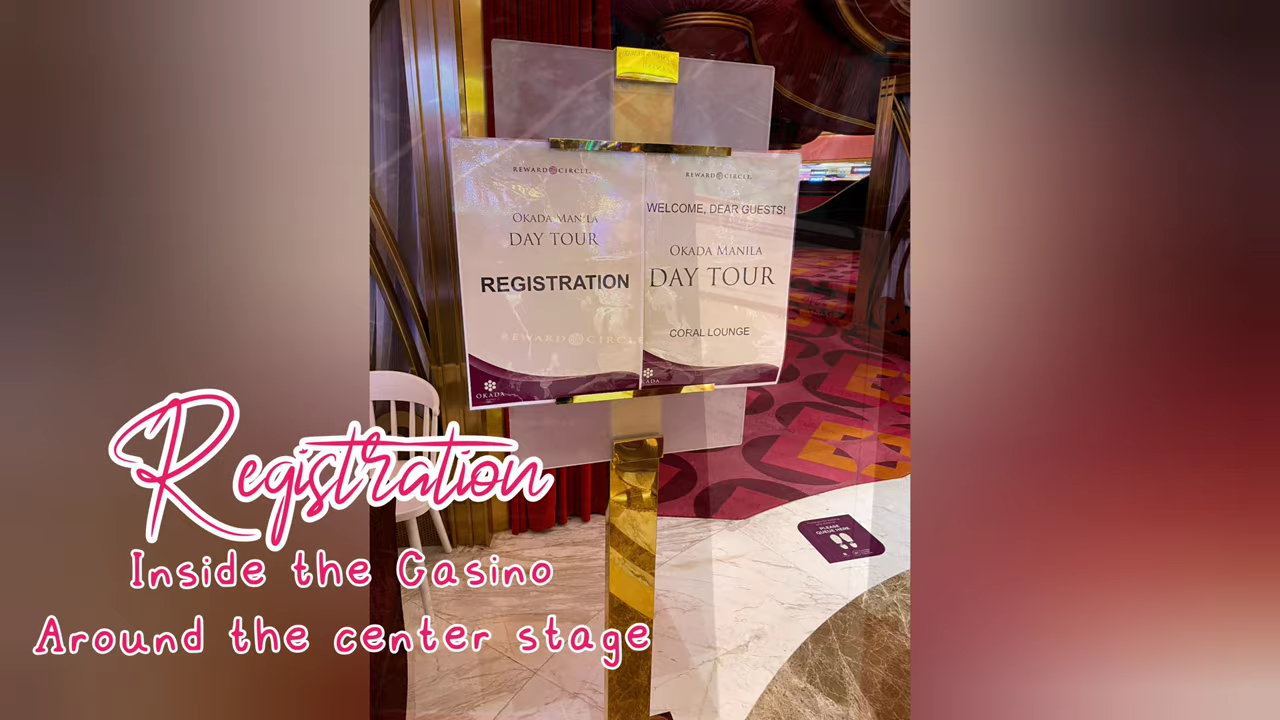 REWARD CIRCLE
OKADA MANILA
DAY TOUR
REGISTRATION
REWARD CIRCLE
OKADA
REWARD CIRCLE
WELCOME, DEAR GUESTS!
OKADA MANILA
DAY TOUR
CORAL LOUNGE
PLEASE
QUEUE HERE
Registration
Inside the Casino
Around the center stage